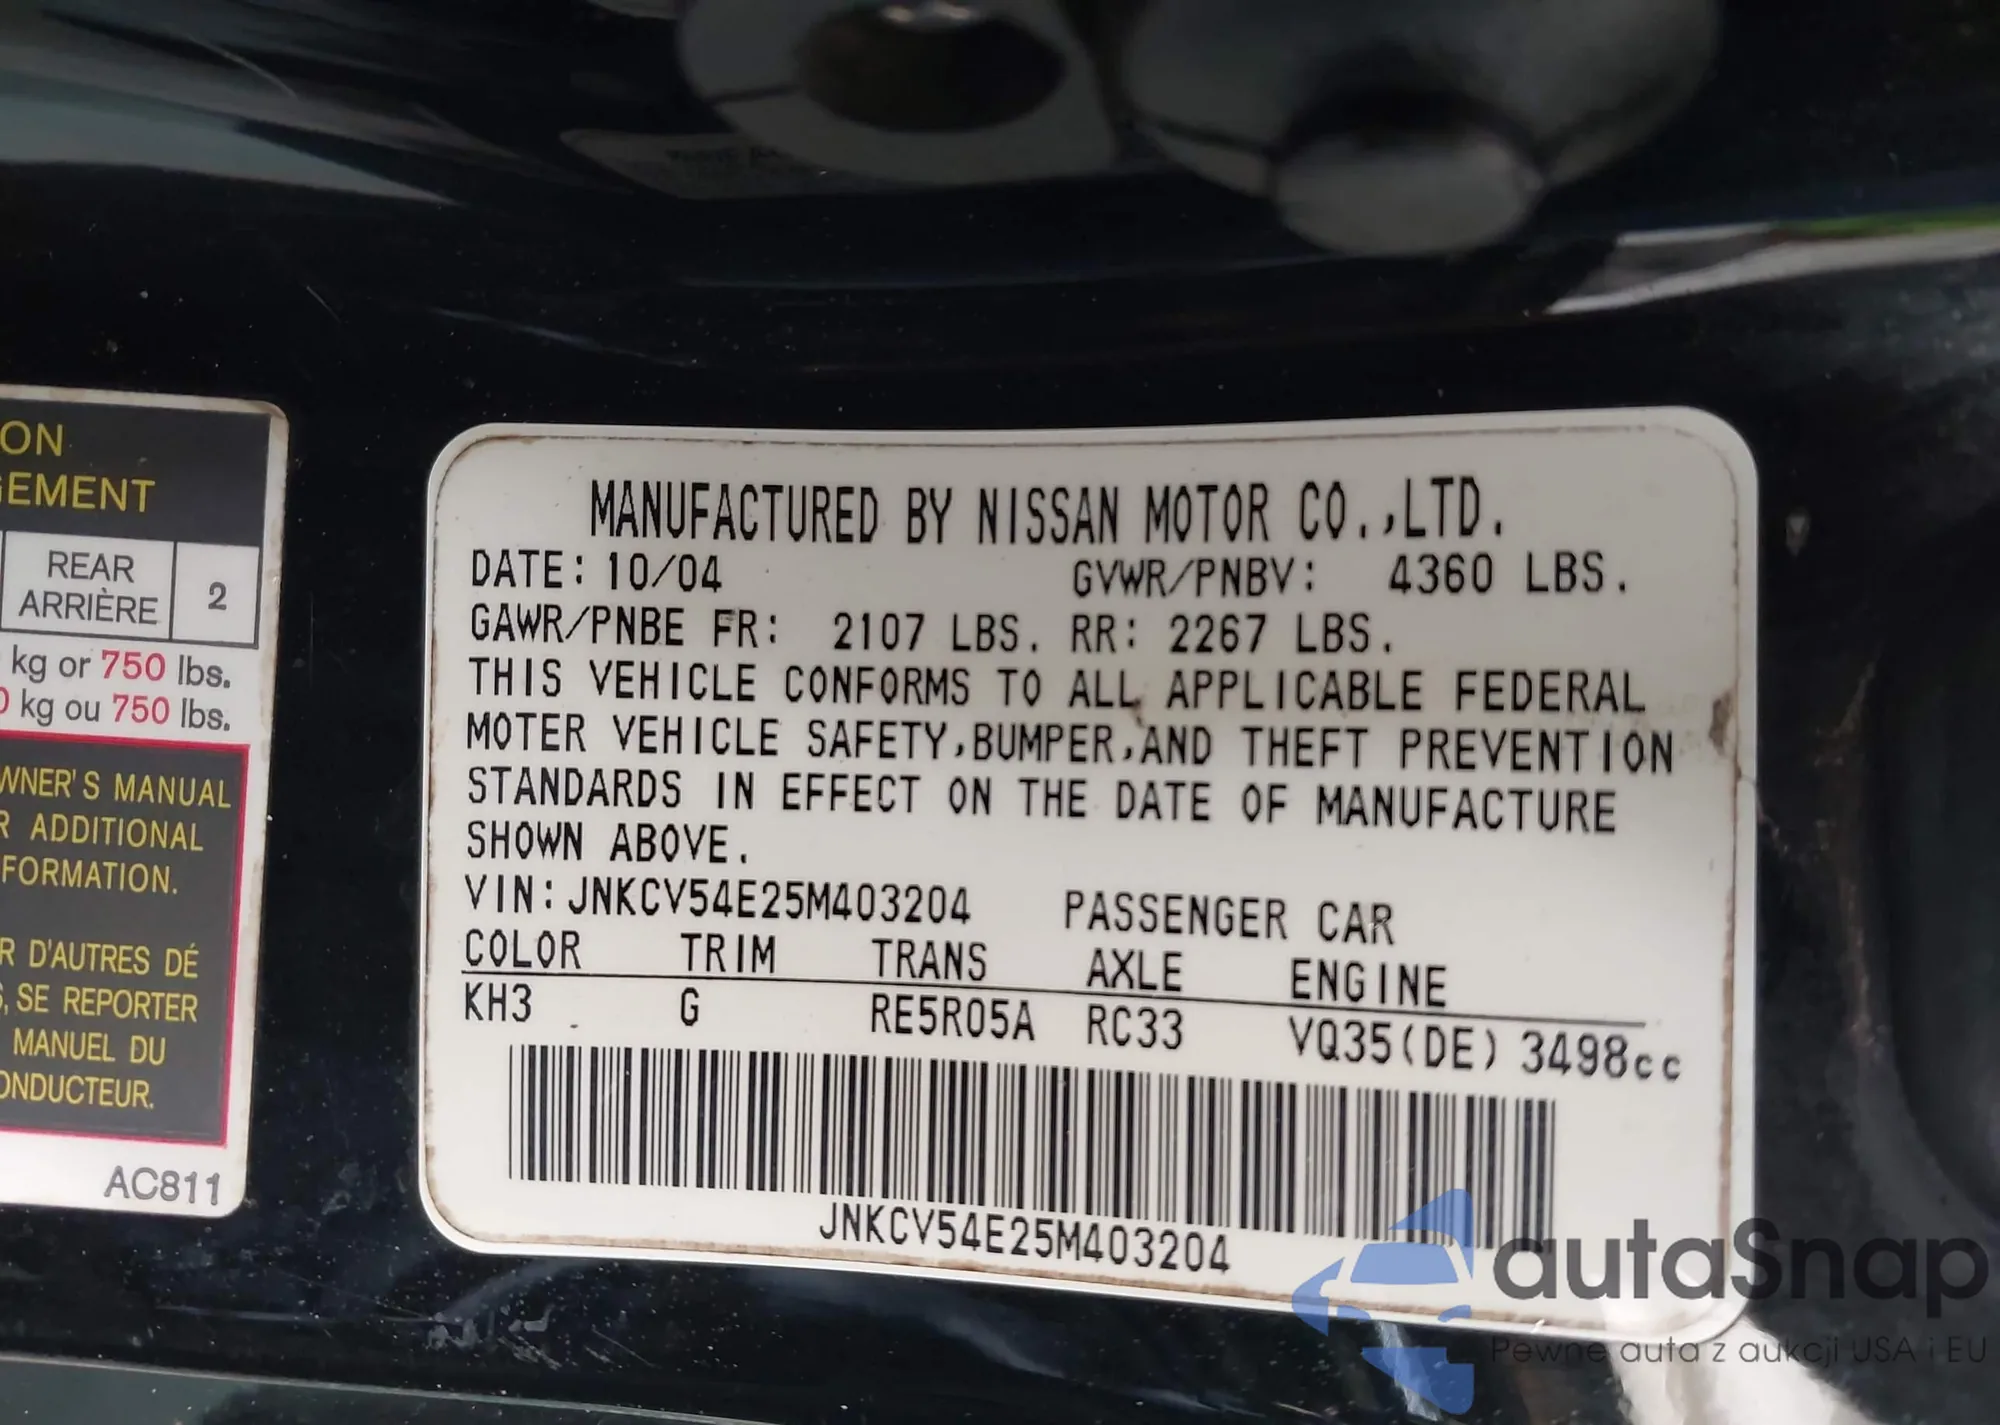 ON
GEMENT
REAR
ARRIÈRE
2
kg or 750 lbs.
0 kg ou 750 lbs.
WNER'S MANUAL
R ADDITIONAL
FORMATION.
R D'AUTRES DÉ
S, SE REPORTER
MANUEL DU
ONDUCTEUR.
AC811
MANUFACTURED BY NISSAN MOTOR CO.,LTD.
DATE: 10/04 GVWR/PNBV: 4360 LBS.
GAWR/PNBE FR: 2107 LBS. RR: 2267 LBS.
THIS VEHICLE CONFORMS TO ALL APPLICABLE FEDERAL
MOTER VEHICLE SAFETY,BUMPER,AND THEFT PREVENTION
STANDARDS IN EFFECT ON THE DATE OF MANUFACTURE
SHOWN ABOVE.
VIN: JNKCV54E25M403204 PASSENGER CAR
COLOR TRIM TRANS AXLE ENGINE
KH3 G RE5R05A RC33 VQ35(DE) 3498cc
JNKCV54E25M403204
autaSnap
Pewne auta z aukcji USA i EU